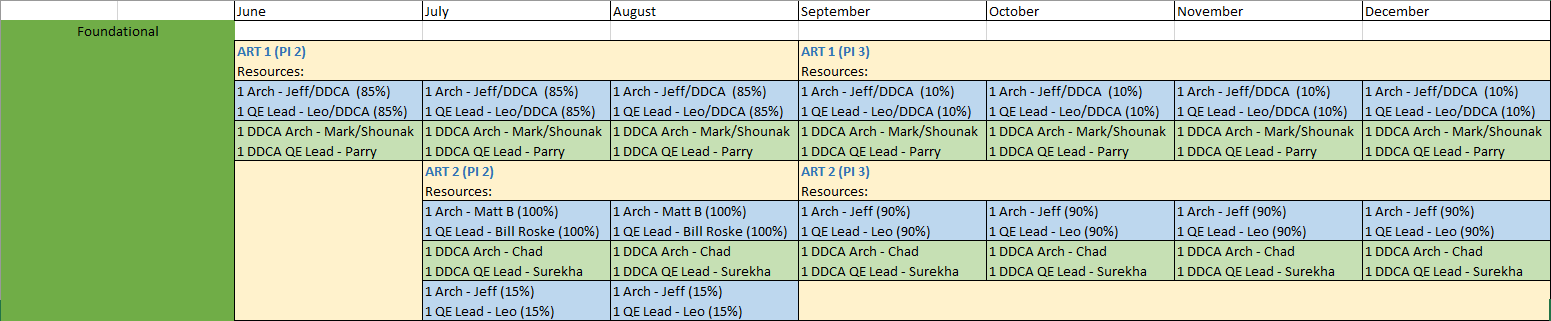 June July August September October November December
Foundational
ART 1 (PI 2) ART 1 (PI 3)
Resources: Resources:
1 Arch - Jeff/DDCA  (85%) 1 Arch - Jeff/DDCA  (85%) 1 Arch - Jeff/DDCA  (85%) 1 Arch - Jeff/DDCA  (10%) 1 Arch - Jeff/DDCA  (10%) 1 Arch - Jeff/DDCA  (10%) 1 Arch - Jeff/DDCA  (10%)
1 QE Lead - Leo/DDCA (85%) 1 QE Lead - Leo/DDCA (85%) 1 QE Lead - Leo/DDCA (85%) 1 QE Lead - Leo/DDCA (10%) 1 QE Lead - Leo/DDCA (10%) 1 QE Lead - Leo/DDCA (10%) 1 QE Lead - Leo/DDCA (10%)
1 DDCA Arch - Mark/Shounak 1 DDCA Arch - Mark/Shounak 1 DDCA Arch - Mark/Shounak 1 DDCA Arch - Mark/Shounak 1 DDCA Arch - Mark/Shounak 1 DDCA Arch - Mark/Shounak 1 DDCA Arch - Mark/Shounak
1 DDCA QE Lead - Parry 1 DDCA QE Lead - Parry 1 DDCA QE Lead - Parry 1 DDCA QE Lead - Parry 1 DDCA QE Lead - Parry 1 DDCA QE Lead - Parry 1 DDCA QE Lead - Parry
ART 2 (PI 2) ART 2 (PI 3)
Resources: Resources:
1 Arch - Matt B (100%) 1 Arch - Matt B (100%) 1 Arch - Jeff (90%) 1 Arch - Jeff (90%) 1 Arch - Jeff (90%) 1 Arch - Jeff (90%)
1 QE Lead - Bill Roske (100%) 1 QE Lead - Bill Roske (100%) 1 QE Lead - Leo (90%) 1 QE Lead - Leo (90%) 1 QE Lead - Leo (90%) 1 QE Lead - Leo (90%)
1 DDCA Arch - Chad 1 DDCA Arch - Chad 1 DDCA Arch - Chad 1 DDCA Arch - Chad 1 DDCA Arch - Chad 1 DDCA Arch - Chad
1 DDCA QE Lead - Surekha 1 DDCA QE Lead - Surekha 1 DDCA QE Lead - Surekha 1 DDCA QE Lead - Surekha 1 DDCA QE Lead - Surekha 1 DDCA QE Lead - Surekha
1 Arch - Jeff (15%) 1 Arch - Jeff (15%)
1 QE Lead - Leo (15%) 1 QE Lead - Leo (15%)